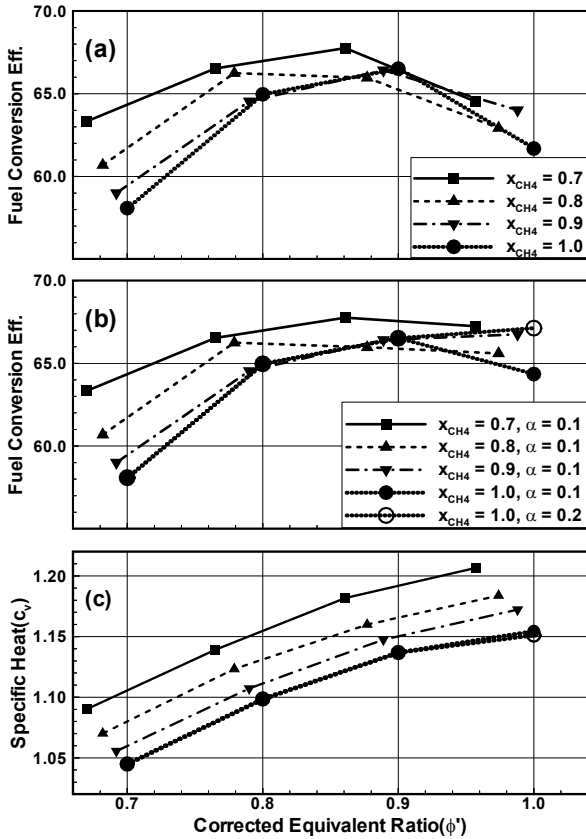 70.0
(a)
Fuel Conversion Eff.
65.0
60.0
x_CH4 = 0.7
x_CH4 = 0.8
x_CH4 = 0.9
x_CH4 = 1.0
70.0
(b)
Fuel Conversion Eff.
65.0
60.0
x_CH4 = 0.7, α = 0.1
x_CH4 = 0.8, α = 0.1
x_CH4 = 0.9, α = 0.1
x_CH4 = 1.0, α = 0.1
x_CH4 = 1.0, α = 0.2
(c)
1.20
Specific Heat(c_v)
1.15
1.10
1.05
0.7 0.8 0.9 1.0
Corrected Equivalent Ratio(ϕ')